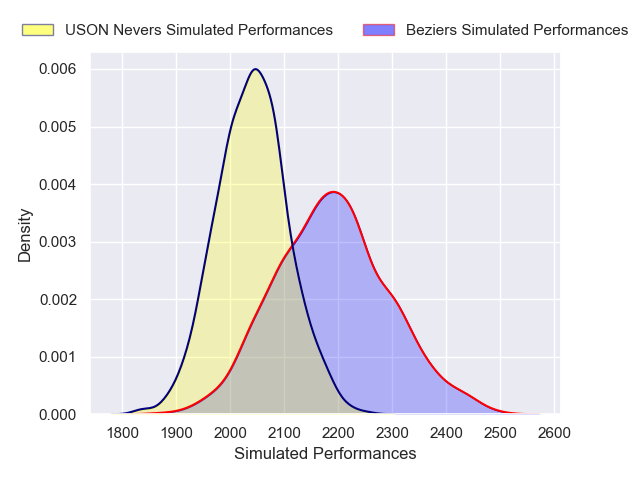 USON Nevers Simulated Performances Beziers Simulated Performances
0.006
0.005
0.004
0.003
0.002
0.001
0.000
Density
1800 1900 2000 2100 2200 2300 2400 2500 2600
Simulated Performances